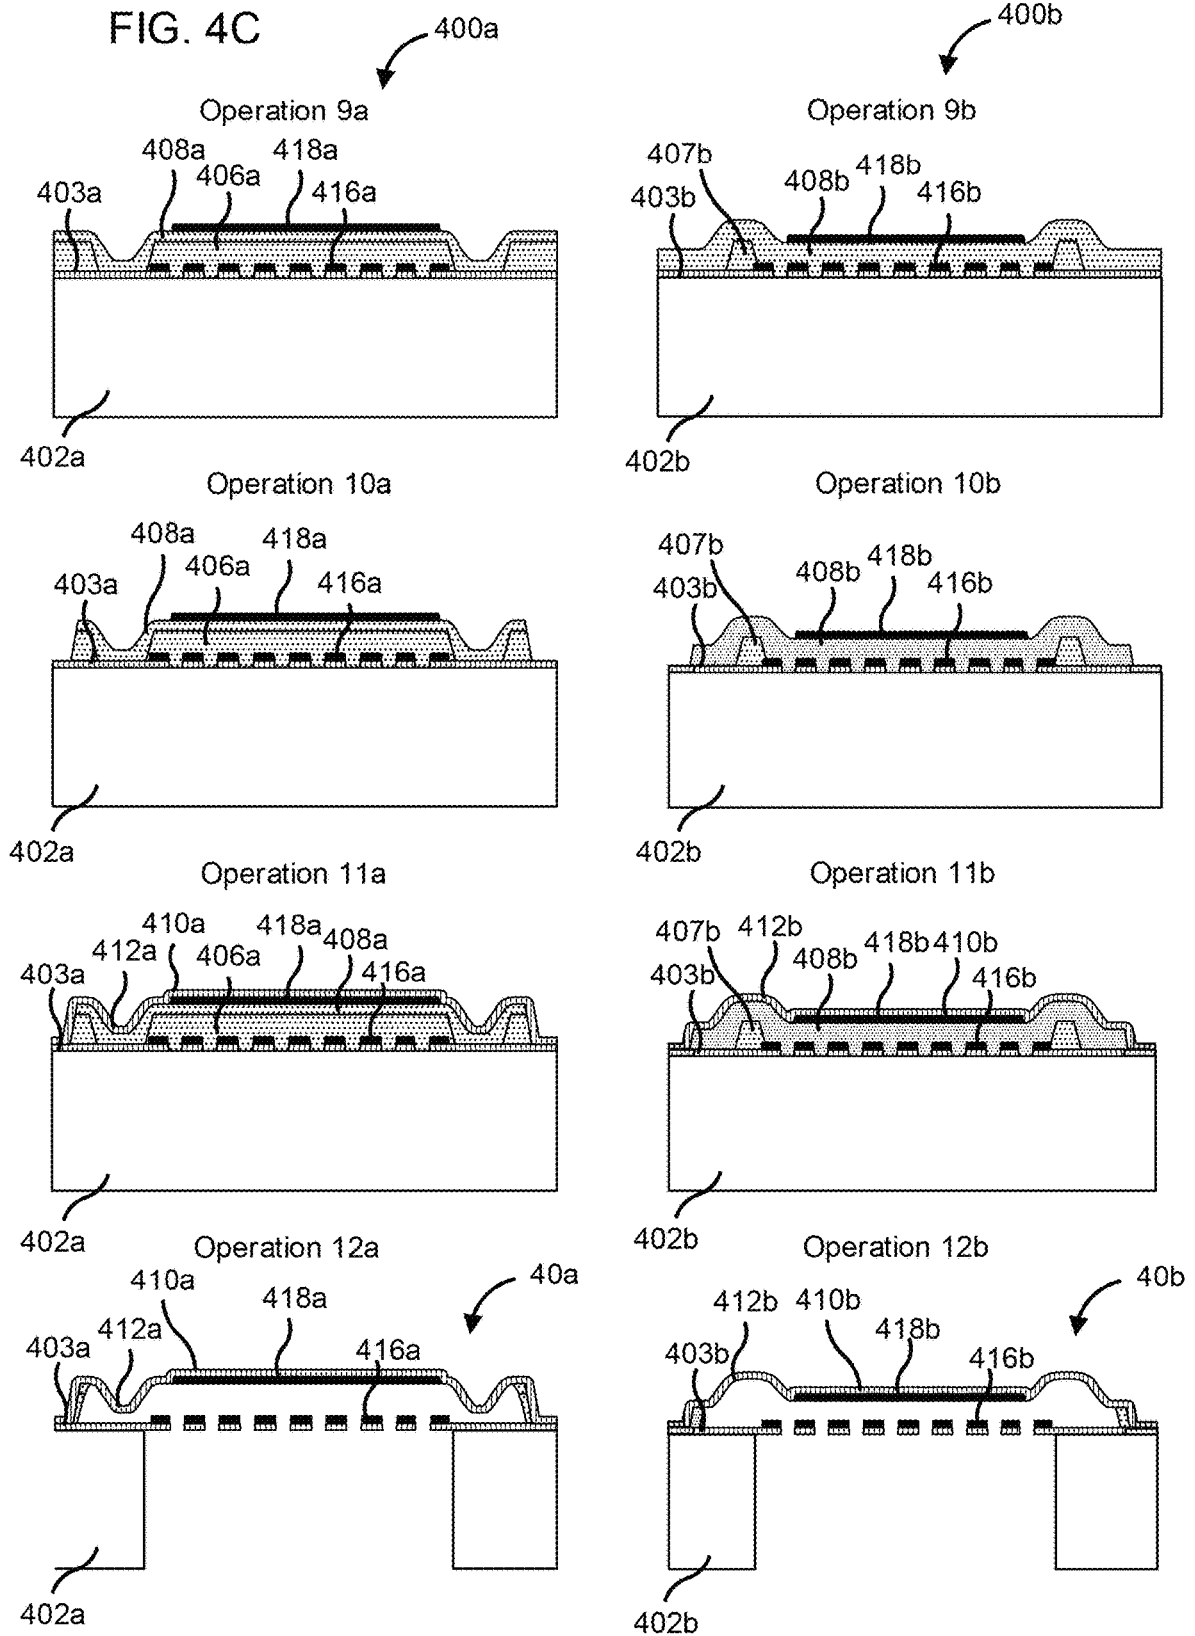 FIG. 4C
400a
400b
Operation 9a
Operation 9b
408a
418a
406a
416a
403a
402a
407b
418b
408b
416b
403b
402b
Operation 10a
Operation 10b
408a
418a
406a
416a
403a
402a
407b
418b
408b
416b
403b
402b
Operation 11a
Operation 11b
410a
418a
408a
412a
406a
416a
403a
402a
412b
407b
418b
410b
408b
416b
403b
402b
Operation 12a
Operation 12b
410a
40a
418a
412a
416a
403a
402a
40b
412b
410b
418b
403b
416b
402b